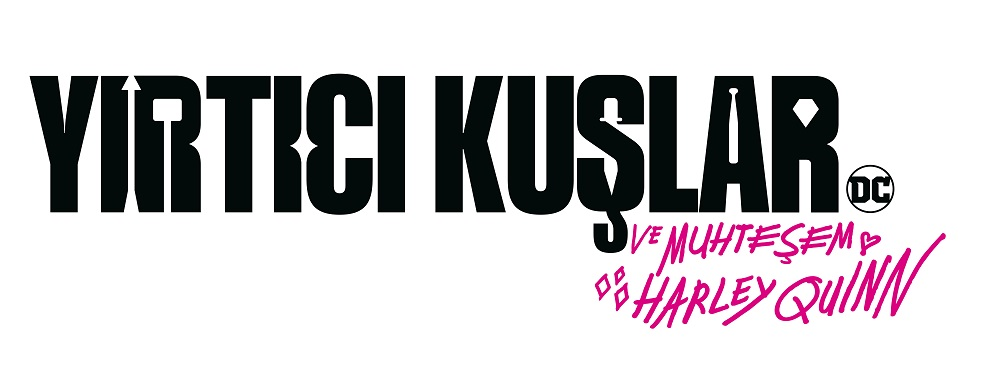 YIRTICI KUŞLAR
DC
VE MUHTEŞEM
HARLEY QUINN